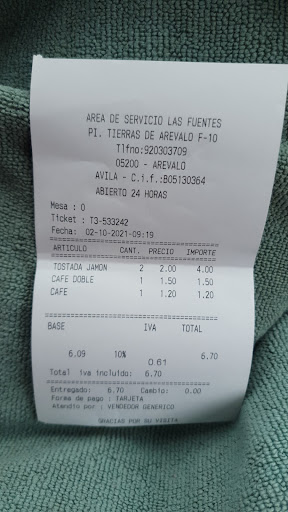 AREA DE SERVICIO LAS FUENTES
PI. TIERRAS DE AREVALO F-10
Tlfno:920303709
05200 - AREVALO
AVILA - C.i.f.:B05130364
ABIERTO 24 HORAS
Mesa : 0
Ticket : T3-533242
Fecha: 02-10-2021-09:19
ARTICULO CANT. PRECIO IMPORTE
TOSTADA JAMON 2 2.00 4.00
CAFE DOBLE 1 1.50 1.50
CAFE 1 1.20 1.20
BASE IVA TOTAL
6.09 10% 0.61 6.70
Total iva incluido: 6.70
Entregado: 6.70 Cambio: 0.00
Forma de pago : TARJETA
Atendio por : VENDEDOR GENERICO
GRACIAS POR SU VISITA